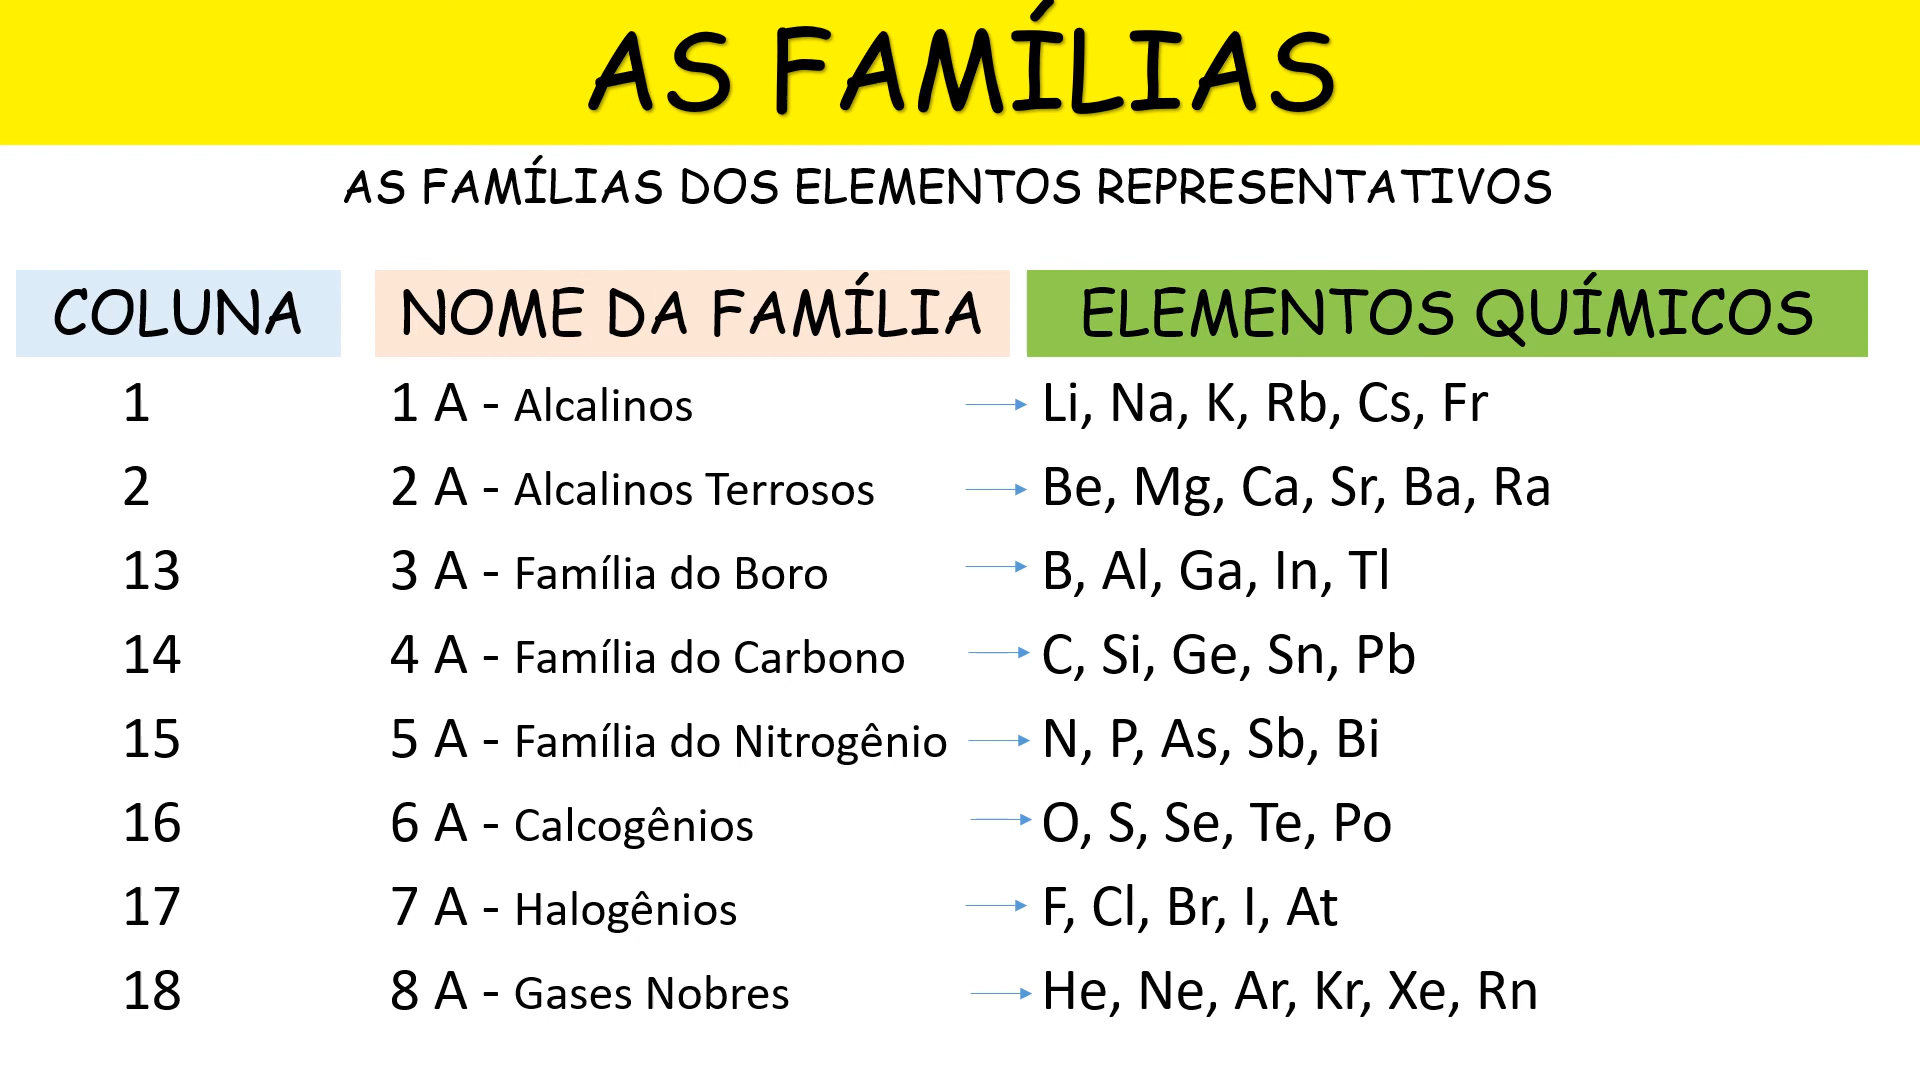 AS FAMÍLIAS
AS FAMÍLIAS DOS ELEMENTOS REPRESENTATIVOS
COLUNA NOME DA FAMÍLIA ELEMENTOS QUÍMICOS
1 1 A - Alcalinos Li, Na, K, Rb, Cs, Fr
2 2 A - Alcalinos Terrosos Be, Mg, Ca, Sr, Ba, Ra
13 3 A - Família do Boro B, Al, Ga, In, Tl
14 4 A - Família do Carbono C, Si, Ge, Sn, Pb
15 5 A - Família do Nitrogênio N, P, As, Sb, Bi
16 6 A - Calcogênios O, S, Se, Te, Po
17 7 A - Halogênios F, Cl, Br, I, At
18 8 A - Gases Nobres He, Ne, Ar, Kr, Xe, Rn